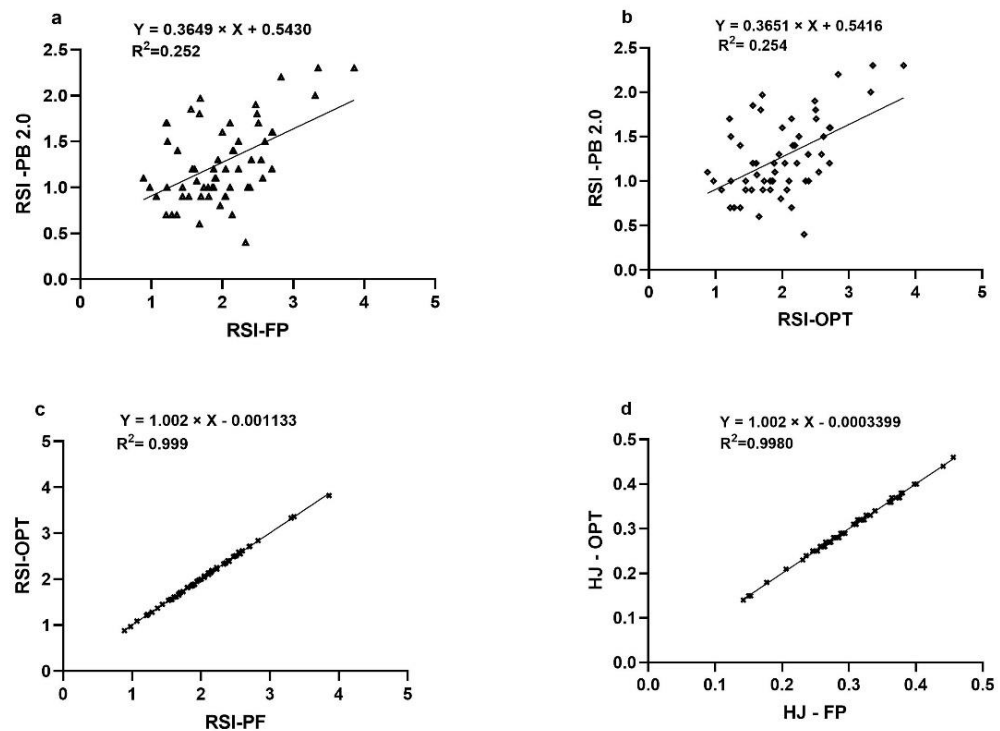 a
Y = 0.3649 × X + 0.5430
R²=0.252
RSI -PB 2.0
2.5
2.0
1.5
1.0
0.5
0.0
0 1 2 3 4 5
RSI-FP
b
Y = 0.3651 × X + 0.5416
R²= 0.254
RSI -PB 2.0
2.5
2.0
1.5
1.0
0.5
0.0
0 1 2 3 4 5
RSI-OPT
c
Y = 1.002 × X - 0.001133
R²= 0.999
RSI-OPT
5
4
3
2
1
0
0 1 2 3 4 5
RSI-PF
d
Y = 1.002 × X - 0.0003399
R²=0.9980
HJ - OPT
0.5
0.4
0.3
0.2
0.1
0.0
0.0 0.1 0.2 0.3 0.4 0.5
HJ - FP